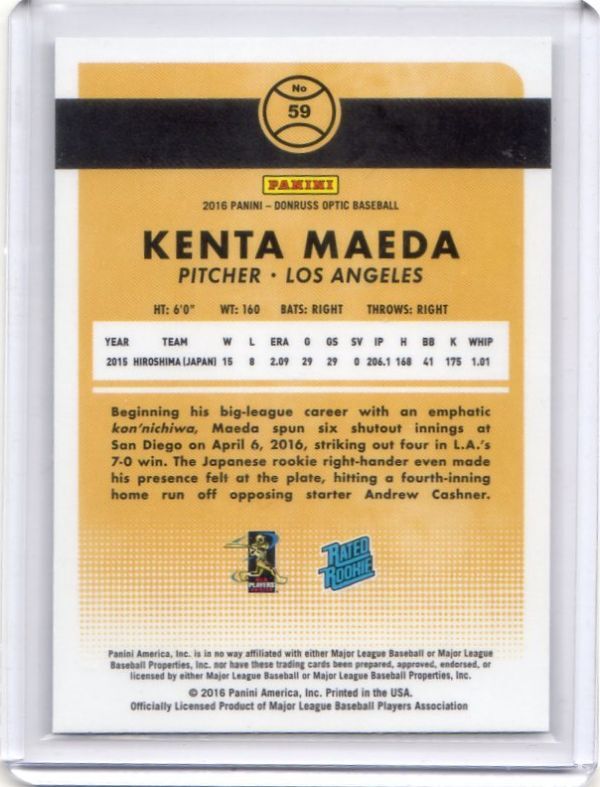 No
59
PANINI
2016 PANINI – DONRUSS OPTIC BASEBALL
KENTA MAEDA
PITCHER • LOS ANGELES
HT: 6'0" WT: 160 BATS: RIGHT THROWS: RIGHT
YEAR TEAM W L ERA G GS SV IP H BB K WHIP
2015 HIROSHIMA (JAPAN) 15 8 2.09 29 29 0 206.1 168 41 175 1.01
Beginning his big-league career with an emphatic
kon'nichiwa, Maeda spun six shutout innings at
San Diego on April 6, 2016, striking out four in L.A.'s
7-0 win. The Japanese rookie right-hander even made
his presence felt at the plate, hitting a fourth-inning
home run off opposing starter Andrew Cashner.
PLAYERS
RATED
ROOKIE
Panini America, Inc. is in no way affiliated with either Major League Baseball or Major League
Baseball Properties, Inc. nor have these trading cards been prepared, approved, endorsed, or
licensed by either Major League Baseball or Major League Baseball Properties, Inc.
© 2016 Panini America, Inc. Printed in the USA.
Officially Licensed Product of Major League Baseball Players Association